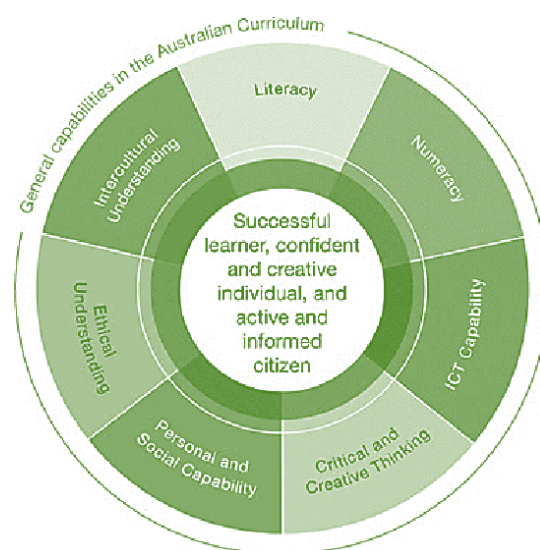 General capabilities in the Australian Curriculum
Literacy
Numeracy
ICT Capability
Critical and
Creative Thinking
Personal and
Social Capability
Ethical
Understanding
Intercultural
Understanding
Successful
learner, confident
and creative
individual, and
active and
informed
citizen